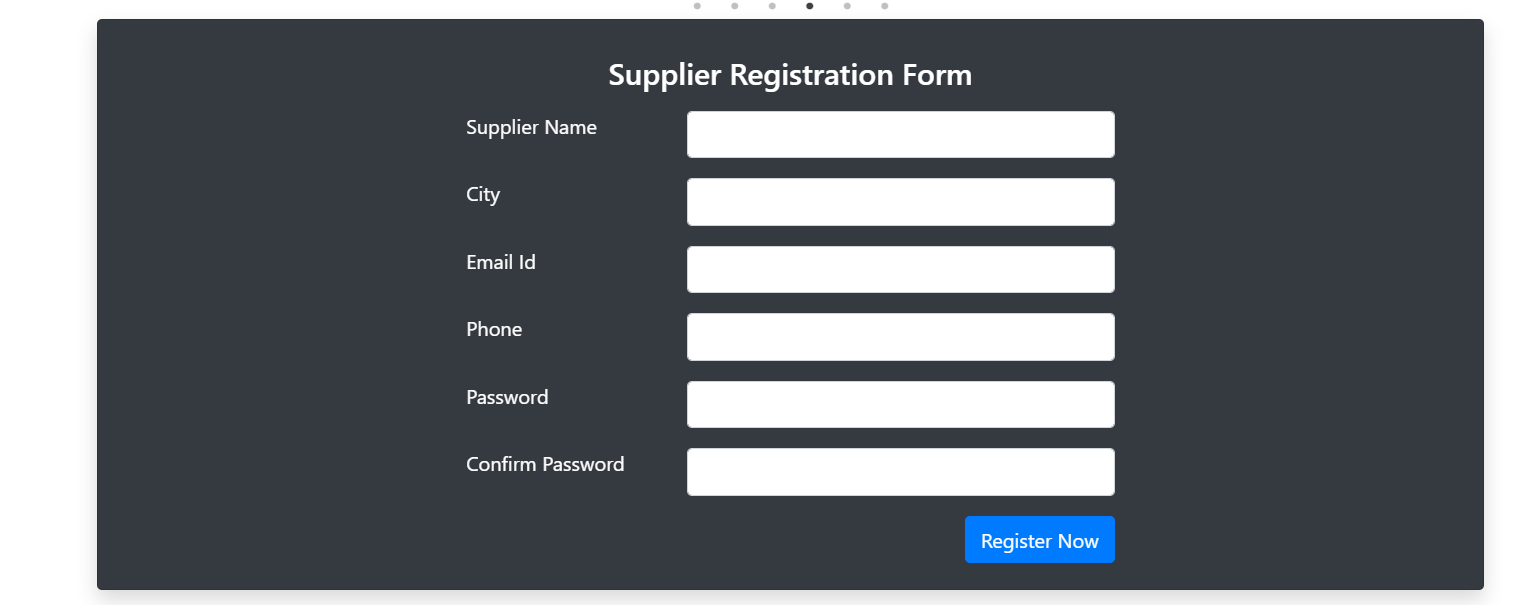 Supplier Registration Form
Supplier Name
City
Email Id
Phone
Password
Confirm Password
Register Now